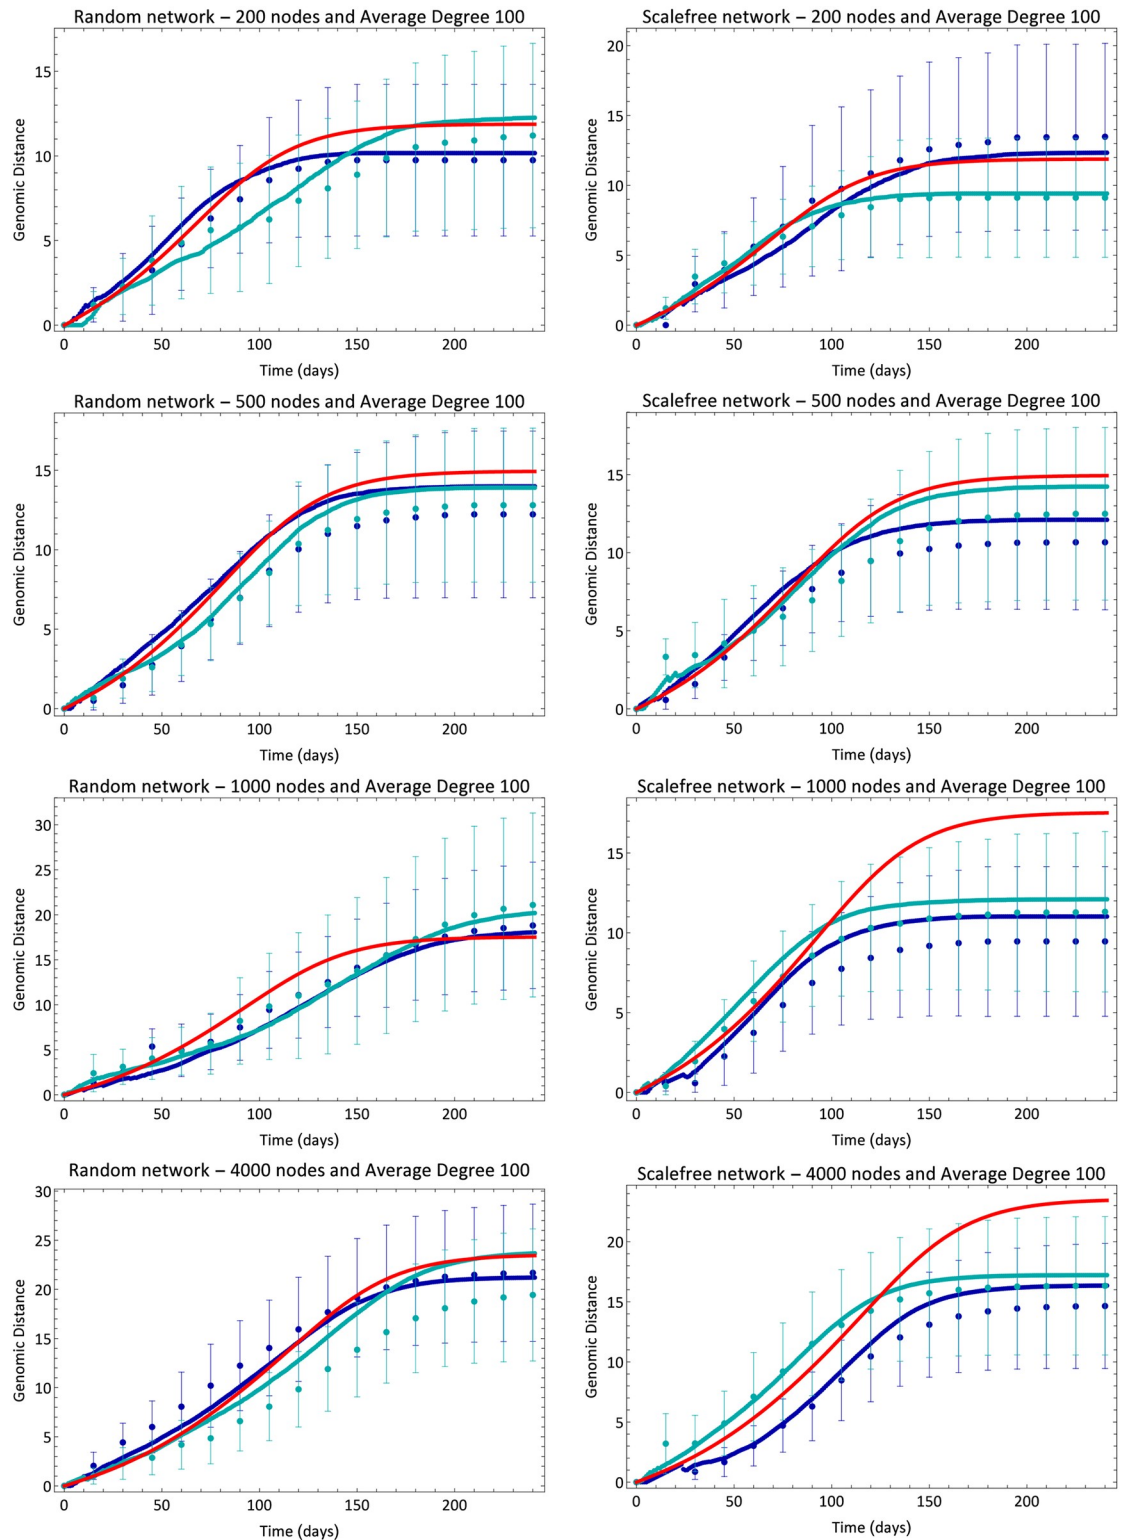 Random network – 200 nodes and Average Degree 100
Genomic Distance
15
10
5
0
0 50 100 150 200
Time (days)
Scalefree network – 200 nodes and Average Degree 100
Genomic Distance
20
15
10
5
0
0 50 100 150 200
Time (days)
Random network – 500 nodes and Average Degree 100
Genomic Distance
15
10
5
0
0 50 100 150 200
Time (days)
Scalefree network – 500 nodes and Average Degree 100
Genomic Distance
15
10
5
0
0 50 100 150 200
Time (days)
Random network – 1000 nodes and Average Degree 100
Genomic Distance
30
25
20
15
10
5
0
0 50 100 150 200
Time (days)
Scalefree network – 1000 nodes and Average Degree 100
Genomic Distance
15
10
5
0
0 50 100 150 200
Time (days)
Random network – 4000 nodes and Average Degree 100
Genomic Distance
30
25
20
15
10
5
0
0 50 100 150 200
Time (days)
Scalefree network – 4000 nodes and Average Degree 100
Genomic Distance
20
15
10
5
0
0 50 100 150 200
Time (days)